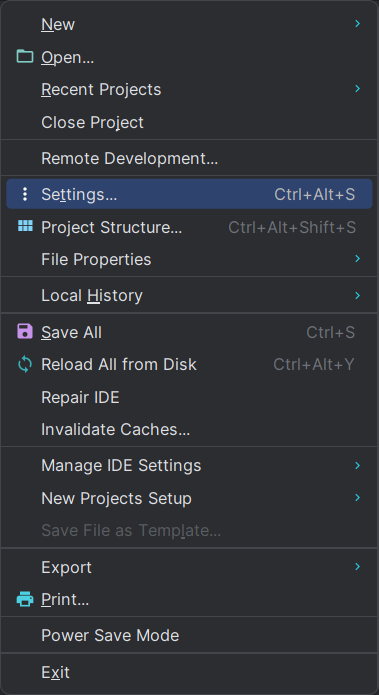 New
Open...
Recent Projects
Close Project
Remote Development...
Settings... Ctrl+Alt+S
Project Structure... Ctrl+Alt+Shift+S
File Properties
Local History
Save All Ctrl+S
Reload All from Disk Ctrl+Alt+Y
Repair IDE
Invalidate Caches...
Manage IDE Settings
New Projects Setup
Save File as Template...
Export
Print...
Power Save Mode
Exit